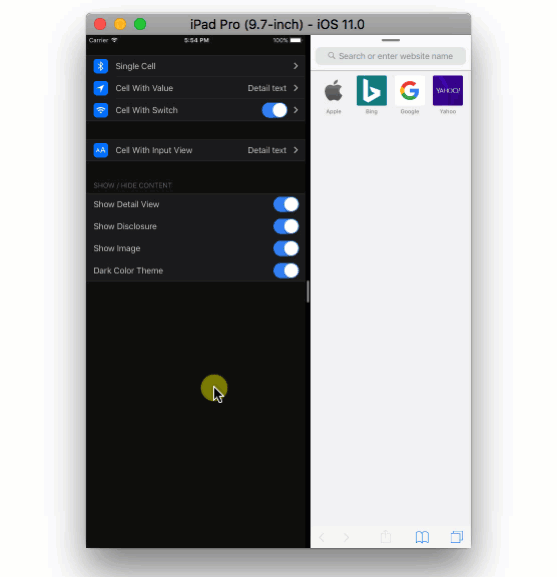 iPad Pro (9.7-inch) - iOS 11.0
Carrier 5:54 PM 100%
Single Cell
Cell With Value Detail text
Cell With Switch
AA Cell With Input View Detail text
SHOW / HIDE CONTENT
Show Detail View
Show Disclosure
Show Image
Dark Color Theme
Search or enter website name
YAHOO!
Apple Bing Google Yahoo